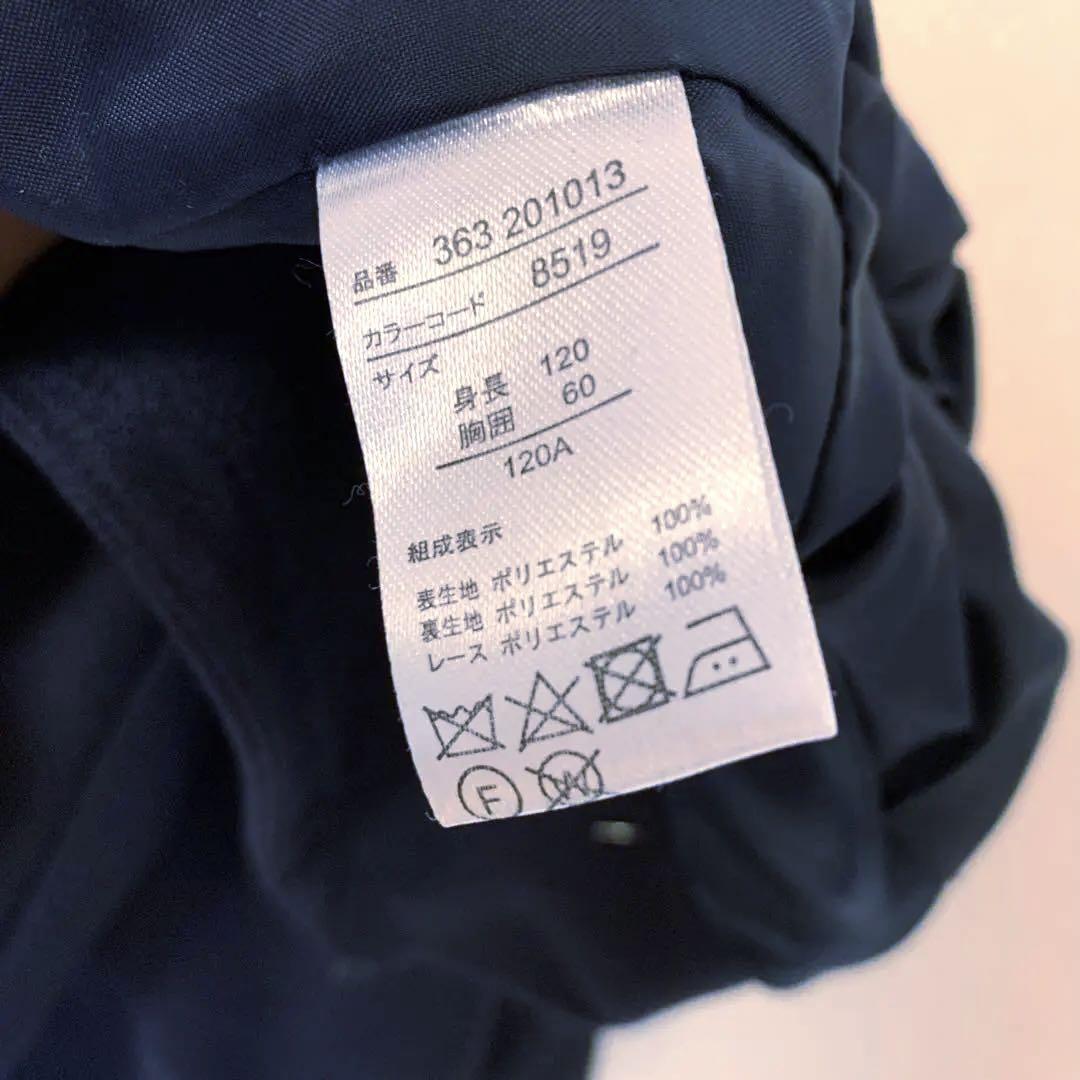 品番 363 201013
カラーコード 8519
サイズ
身長 120
胸囲 60
120A
組成表示
表生地 ポリエステル 100%
裏生地 ポリエステル 100%
レース ポリエステル 100%
F W